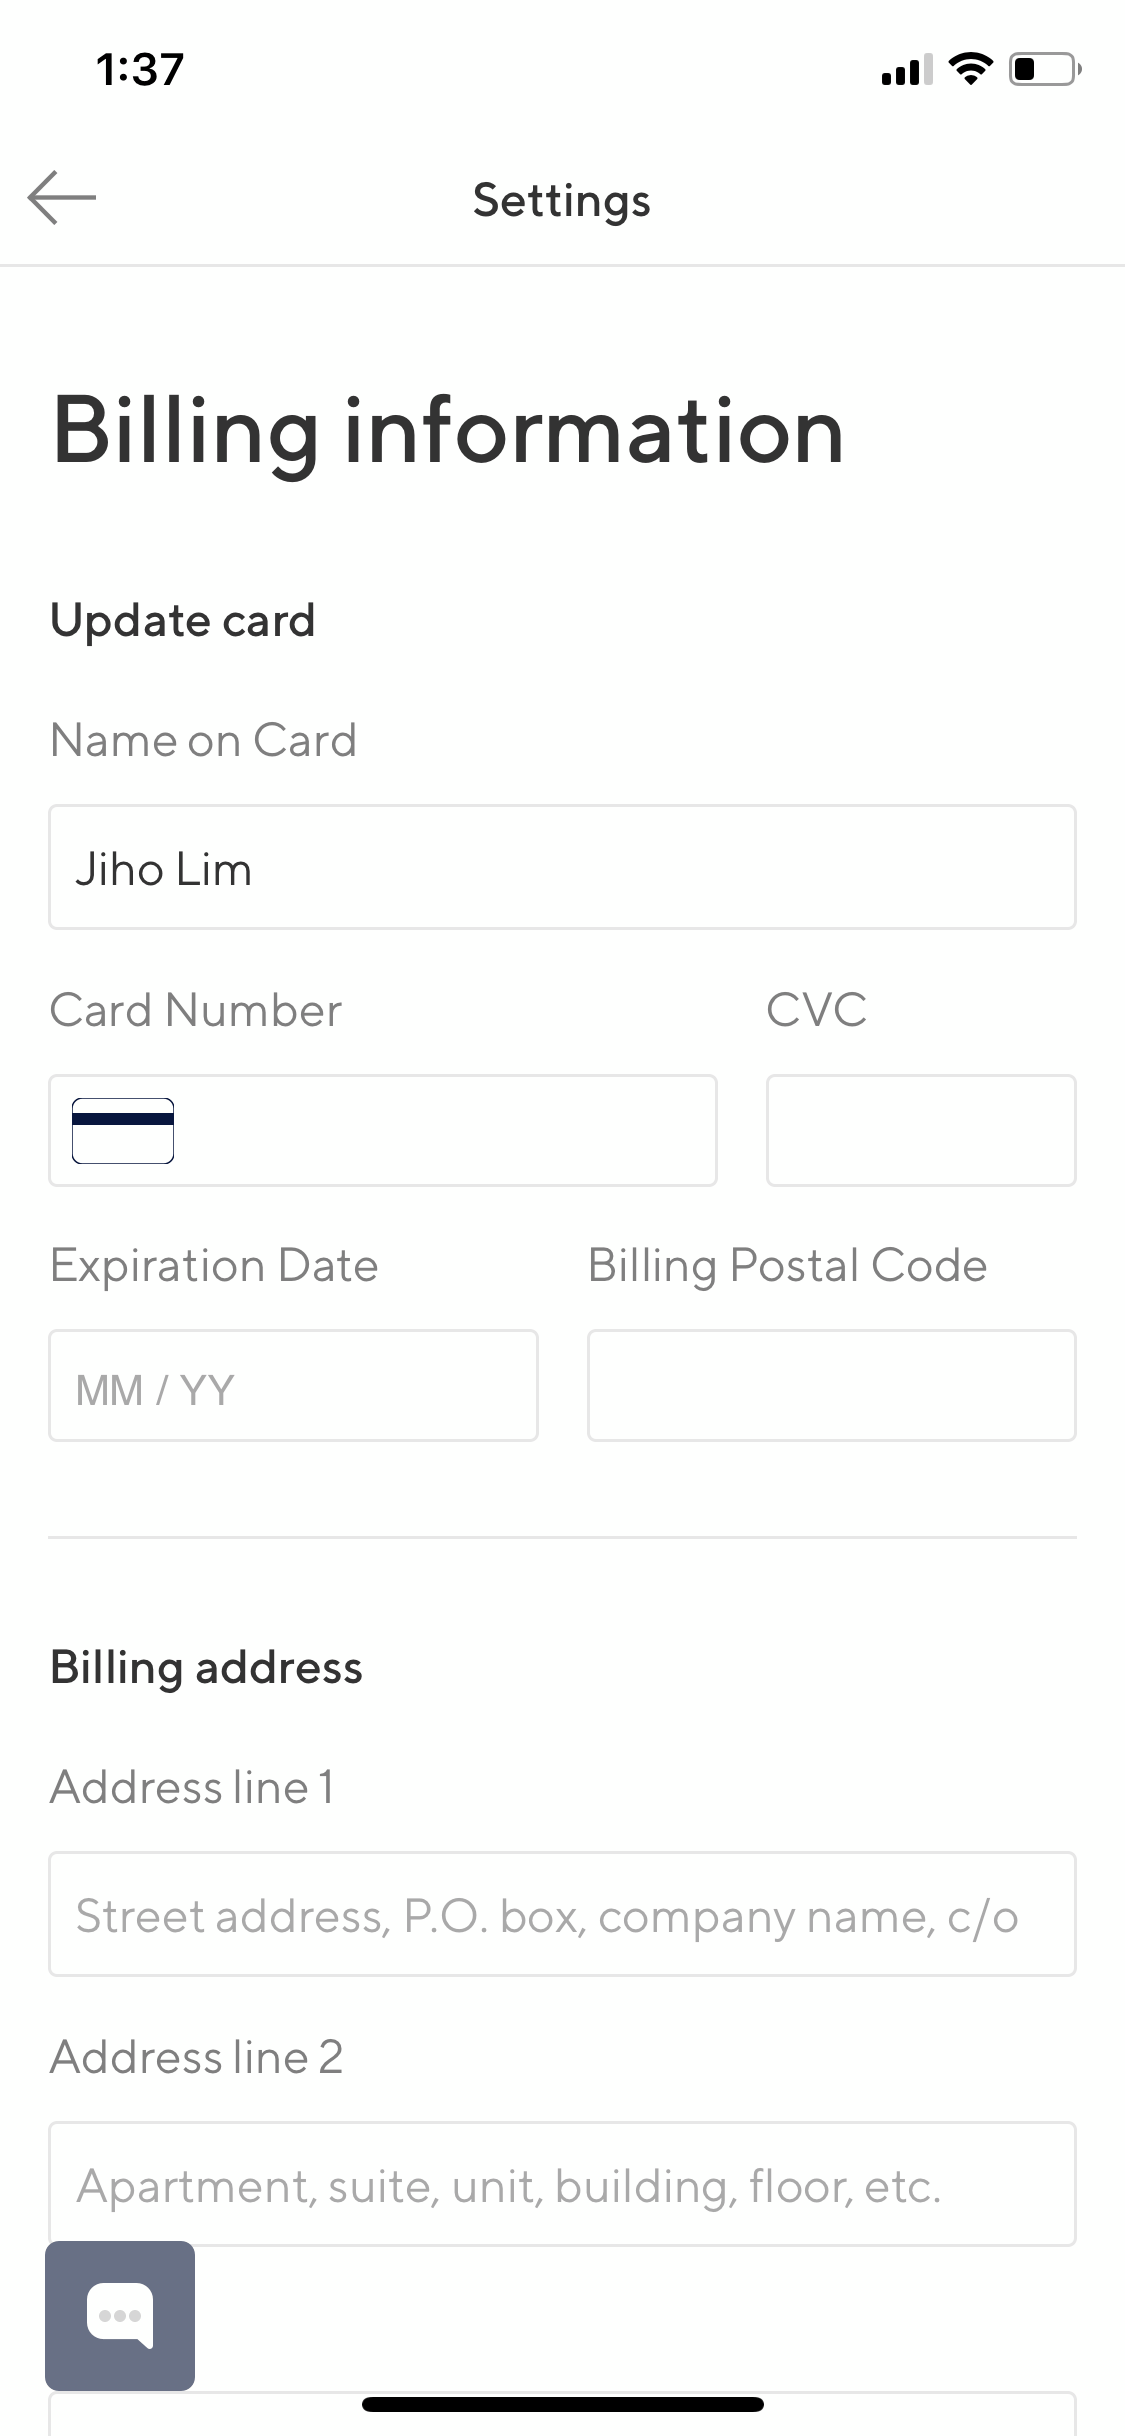 1:37
Settings
Billing information
Update card
Name on Card
Jiho Lim
Card Number CVC
Expiration Date Billing Postal Code
MM / YY
Billing address
Address line 1
Street address, P.O. box, company name, c/o
Address line 2
Apartment, suite, unit, building, floor, etc.